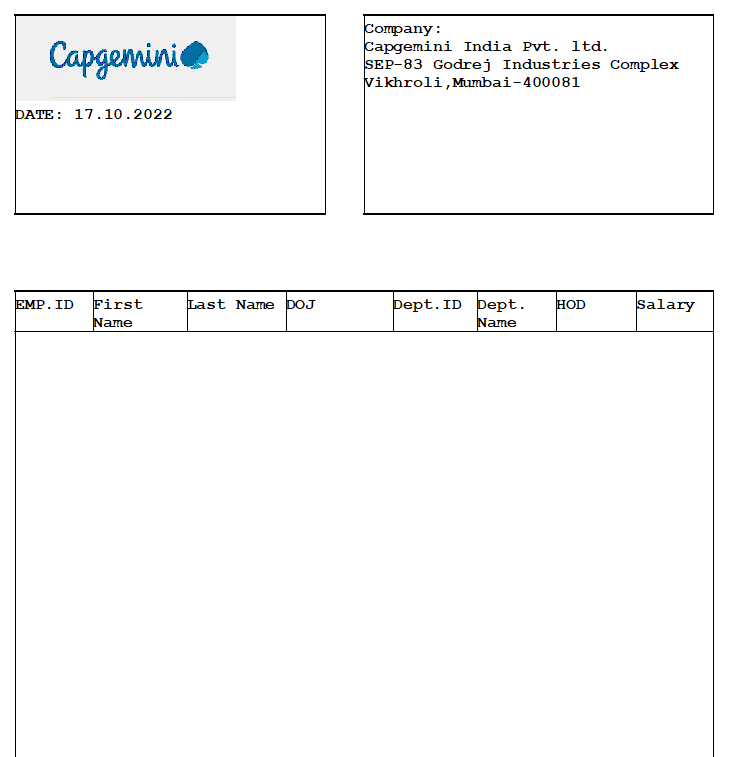 Capgemini
DATE: 17.10.2022
Company:
Capgemini India Pvt. ltd.
SEP-83 Godrej Industries Complex
Vikhroli,Mumbai-400081
EMP.ID First Name Last Name DOJ Dept.ID Dept. Name HOD Salary